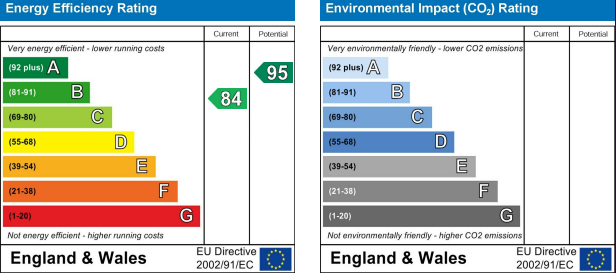 Energy Efficiency Rating
Current Potential
Very energy efficient - lower running costs
(92 plus) A
(81-91) B
(69-80) C
(55-68) D
(39-54) E
(21-38) F
(1-20) G
84
95
Not energy efficient - higher running costs
England & Wales
EU Directive
2002/91/EC
Environmental Impact (CO2) Rating
Current Potential
Very environmentally friendly - lower CO2 emissions
(92 plus) A
(81-91) B
(69-80) C
(55-68) D
(39-54) E
(21-38) F
(1-20) G
Not environmentally friendly - higher CO2 emissions
England & Wales
EU Directive
2002/91/EC